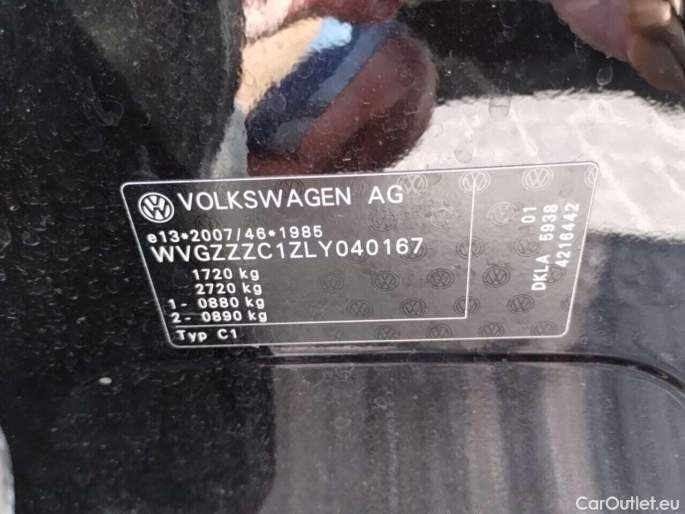 VOLKSWAGEN AG
e13*2007/46*1985
WVGZZZC1ZLY040167
1720 kg
2720 kg
1- 0880 kg
2- 0890 kg
Typ C1
01
DKLA 5938
4216442
CarOutlet.eu